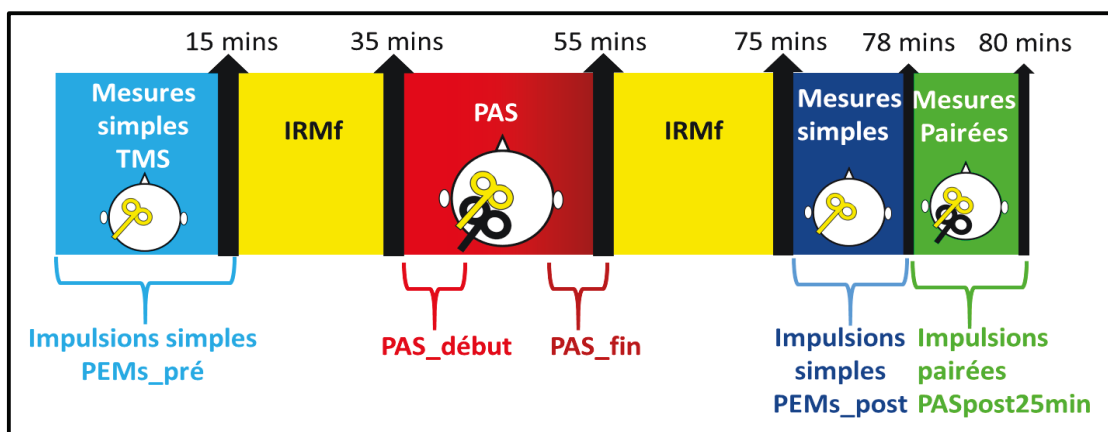 15 mins 35 mins 55 mins 75 mins 78 mins 80 mins
Mesures
simples
TMS
IRMf
PAS
IRMf
Mesures
simples
Mesures
Pairées
Impulsions simples
PEMs_pré
PAS_début
PAS_fin
Impulsions
simples
PEMs_post
Impulsions
pairées
PASpost25min